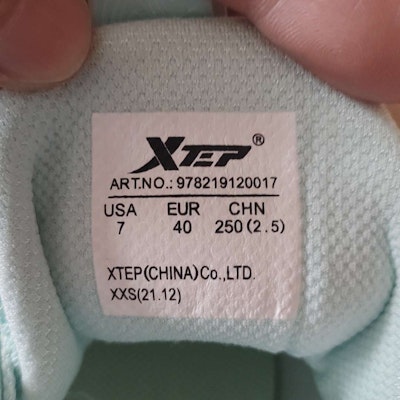 XTEP®
ART.NO.: 978219120017
USA EUR CHN
7 40 250(2.5)
XTEP(CHINA)Co.,LTD.
XXS(21.12)